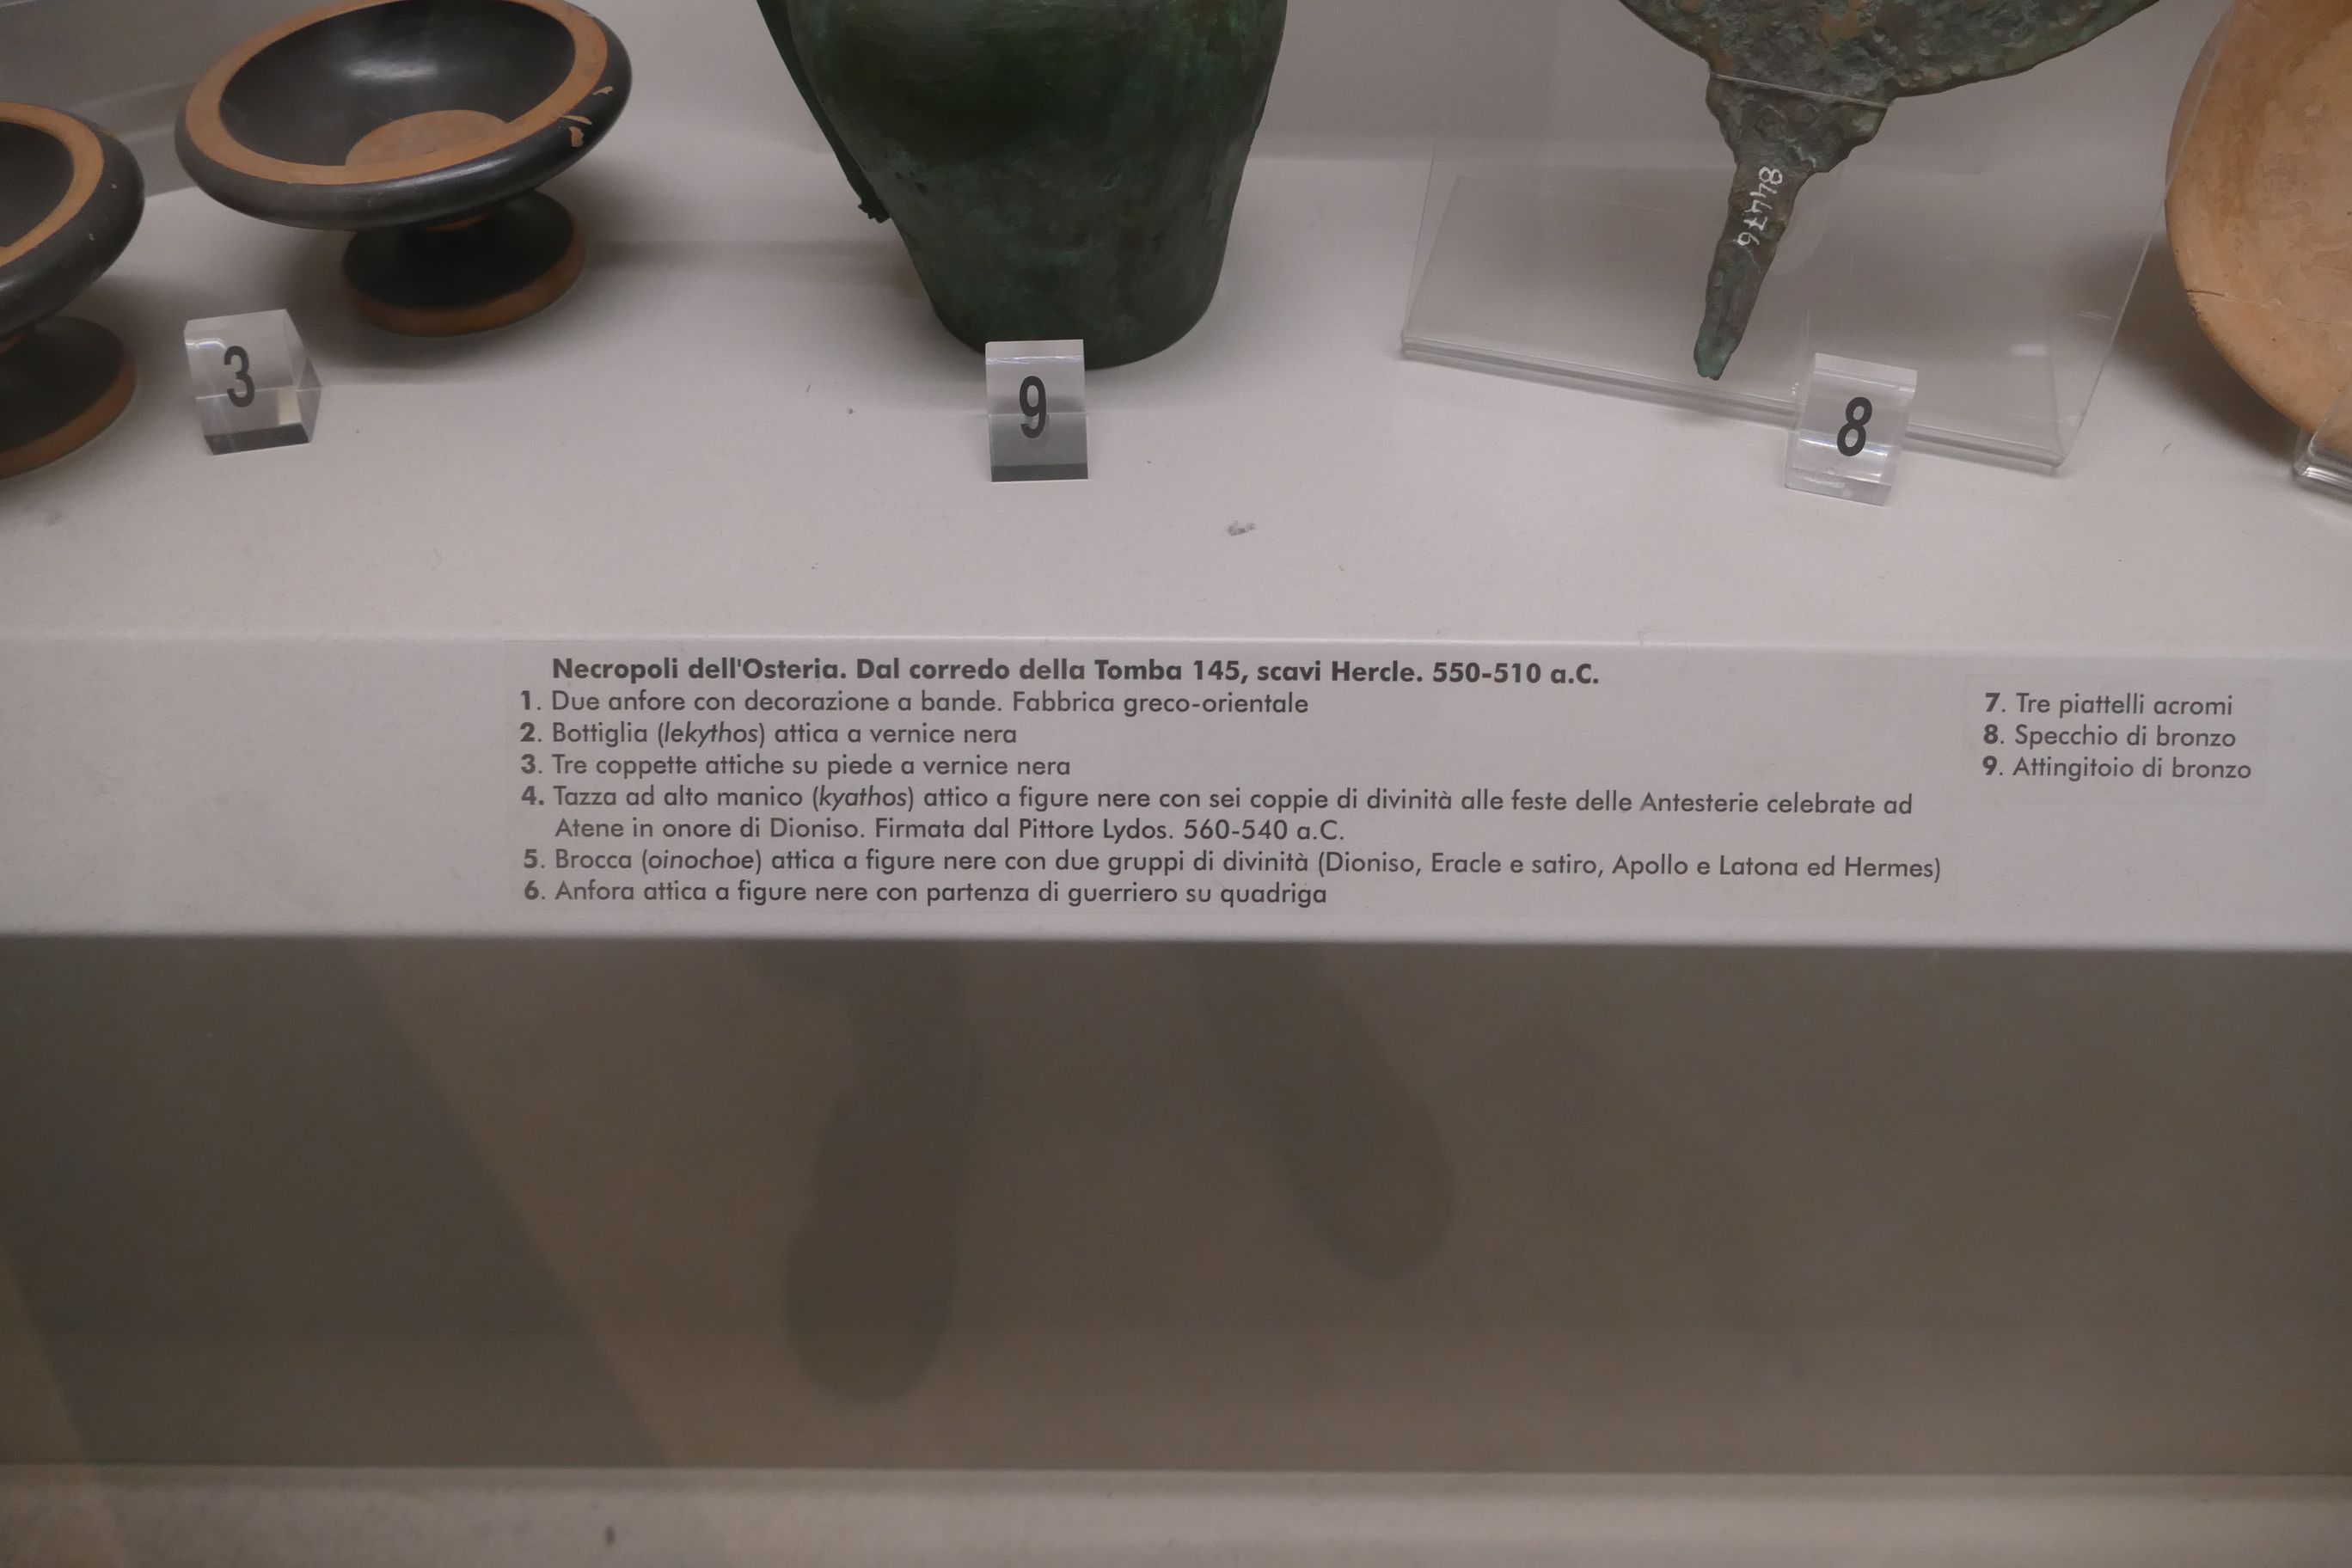 84476
3
9
8
Necropoli dell'Osteria. Dal corredo della Tomba 145, scavi Hercle. 550-510 a.C.
1. Due anfore con decorazione a bande. Fabbrica greco-orientale
2. Bottiglia (lekythos) attica a vernice nera
3. Tre coppette attiche su piede a vernice nera
4. Tazza ad alto manico (kyathos) attico a figure nere con sei coppie di divinità alle feste delle Antesterie celebrate ad
Atene in onore di Dioniso. Firmata dal Pittore Lydos. 560-540 a.C.
5. Brocca (oinochoe) attica a figure nere con due gruppi di divinità (Dioniso, Eracle e satiro, Apollo e Latona ed Hermes)
6. Anfora attica a figure nere con partenza di guerriero su quadriga
7. Tre piattelli acromi
8. Specchio di bronzo
9. Attingitoio di bronzo